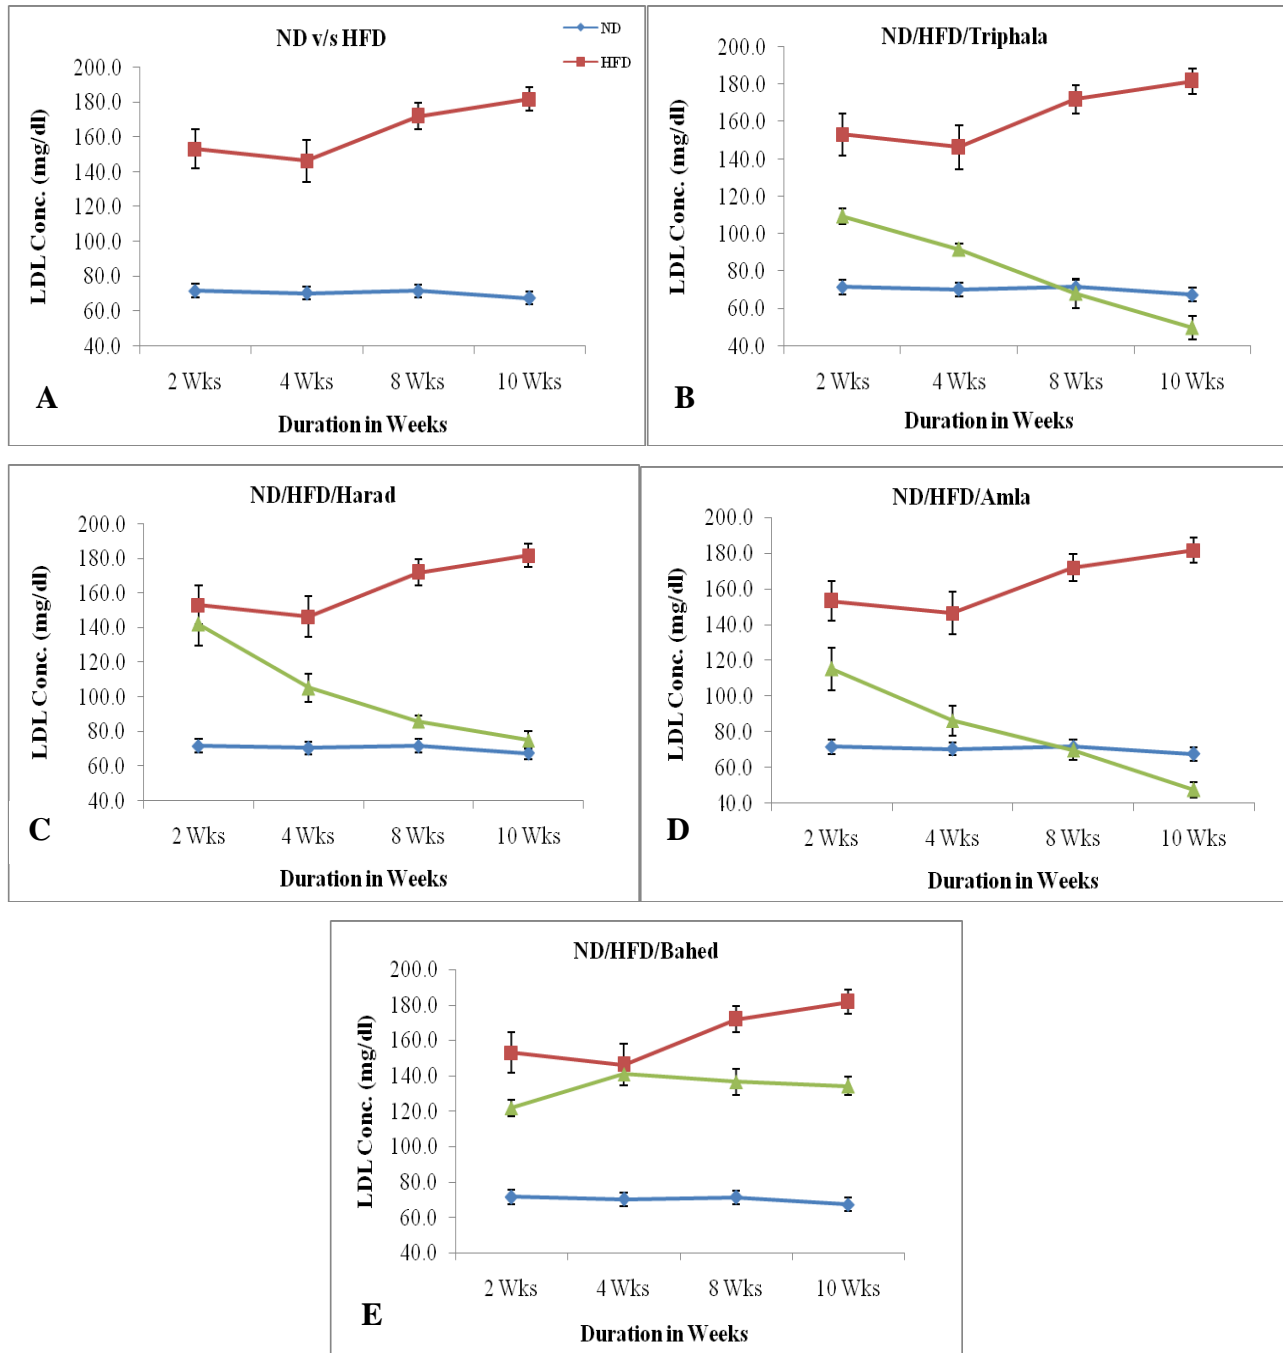 ND v/s HFD
ND
HFD
200.0
180.0
160.0
140.0
120.0
100.0
80.0
60.0
40.0
LDL Conc. (mg/dl)
2 Wks 4 Wks 8 Wks 10 Wks
A
Duration in Weeks
ND/HFD/Triphala
200.0
180.0
160.0
140.0
120.0
100.0
80.0
60.0
40.0
LDL Conc. (mg/dl)
2 Wks 4 Wks 8 Wks 10 Wks
B
Duration in Weeks
ND/HFD/Harad
200.0
180.0
160.0
140.0
120.0
100.0
80.0
60.0
40.0
LDL Conc. (mg/dl)
2 Wks 4 Wks 8 Wks 10 Wks
C
Duration in Weeks
ND/HFD/Amla
200.0
180.0
160.0
140.0
120.0
100.0
80.0
60.0
40.0
LDL Conc. (mg/dl)
2 Wks 4 Wks 8 Wks 10 Wks
D
Duration in Weeks
ND/HFD/Bahed
200.0
180.0
160.0
140.0
120.0
100.0
80.0
60.0
40.0
LDL Conc. (mg/dl)
2 Wks 4 Wks 8 Wks 10 Wks
E
Duration in Weeks